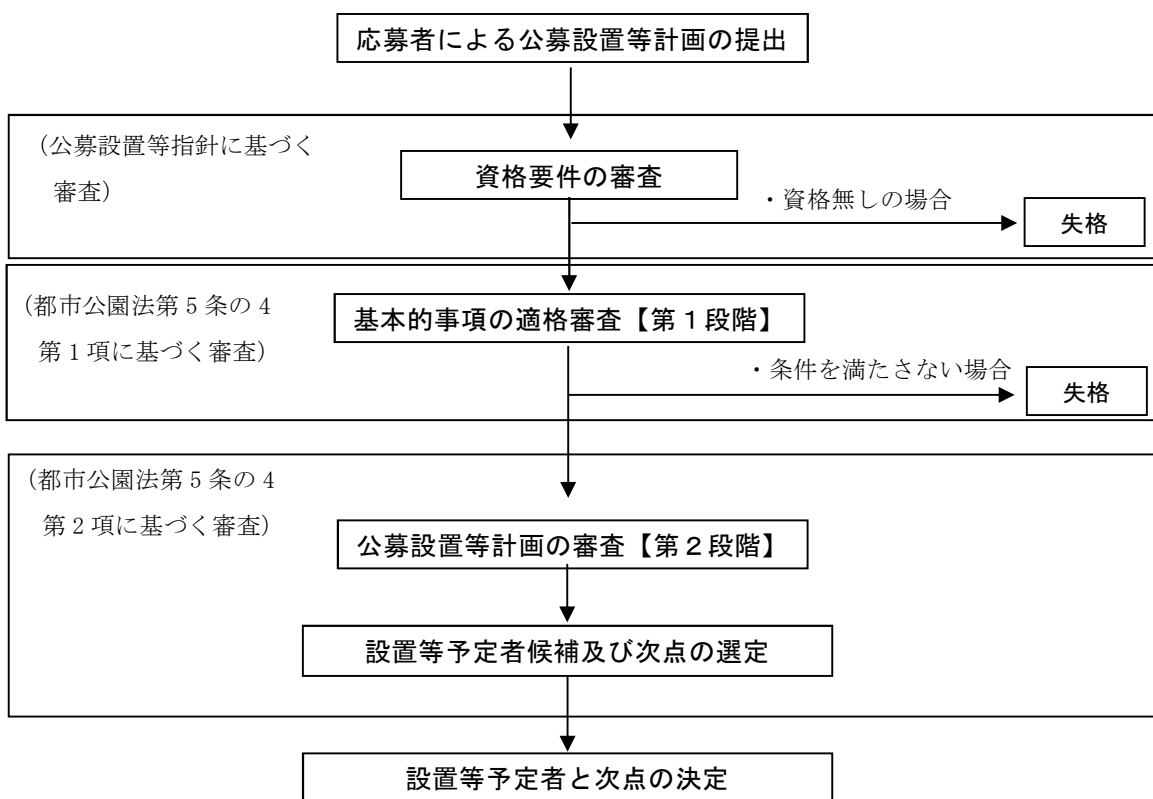 応募者による公募設置等計画の提出
(公募設置等指針に基づく
審査)
資格要件の審査
・資格無しの場合
失格
(都市公園法第5条の4
第1項に基づく審査)
基本的事項の適格審査【第1段階】
・条件を満たさない場合
失格
(都市公園法第5条の4
第2項に基づく審査)
公募設置等計画の審査【第2段階】
設置等予定者候補及び次点の選定
設置等予定者と次点の決定